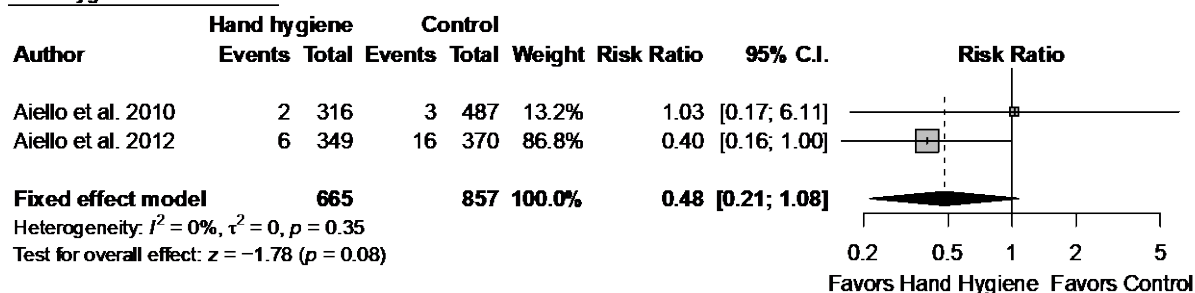 Hand hygiene Control
Author Events Total Events Total Weight Risk Ratio 95% C.I. Risk Ratio
Aiello et al. 2010 2 316 3 487 13.2% 1.03 [0.17; 6.11]
Aiello et al. 2012 6 349 16 370 86.8% 0.40 [0.16; 1.00]
Fixed effect model 665 857 100.0% 0.48 [0.21; 1.08]
Heterogeneity: I² = 0%, τ² = 0, p = 0.35
Test for overall effect: z = −1.78 (p = 0.08)
0.2 0.5 1 2 5
Favors Hand Hygiene Favors Control